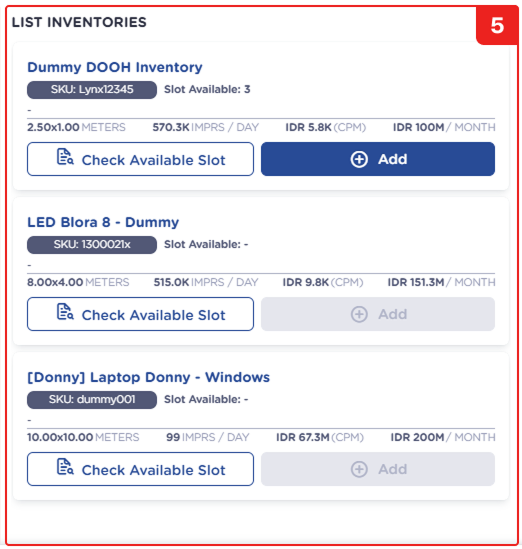 LIST INVENTORIES
5
Dummy DOOH Inventory
SKU: Lynx12345 Slot Available: 3
-
2.50x1.00 METERS 570.3K IMPRS / DAY IDR 5.8K (CPM) IDR 100M / MONTH
Check Available Slot Add
LED Blora 8 - Dummy
SKU: 1300021x Slot Available: -
-
8.00x4.00 METERS 515.0K IMPRS / DAY IDR 9.8K (CPM) IDR 151.3M / MONTH
Check Available Slot Add
[Donny] Laptop Donny - Windows
SKU: dummy001 Slot Available: -
-
10.00x10.00 METERS 99 IMPRS / DAY IDR 67.3M (CPM) IDR 200M / MONTH
Check Available Slot Add